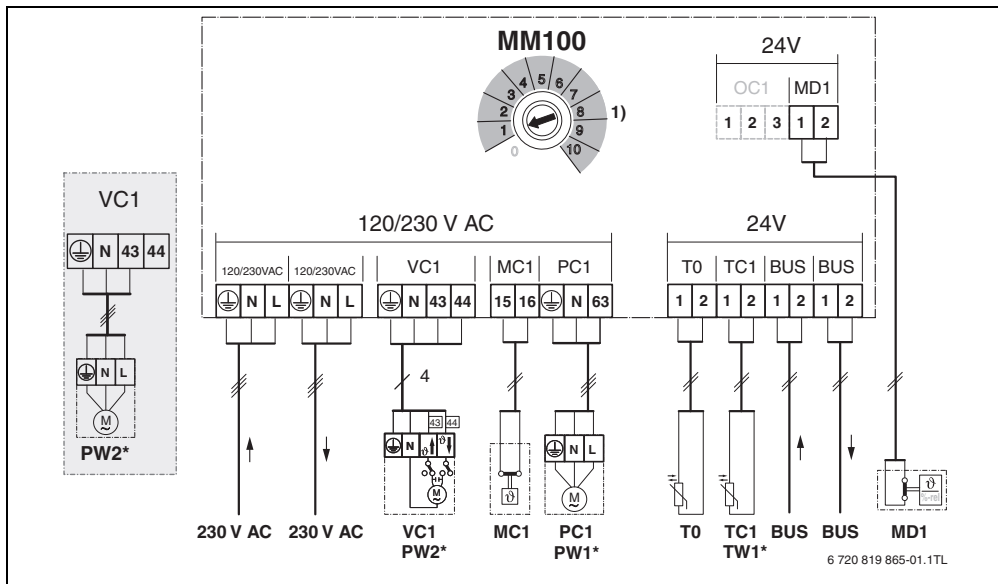 MM100
24V
OC1 MD1
1 2 3 1 2
0 1 2 3 4 5 6 7 8 9 10
1)
VC1
N 43 44
N L
M
~
PW2*
120/230 V AC
24V
120/230VAC 120/230VAC VC1 MC1 PC1 T0 TC1 BUS BUS
N L N L N 43 44 15 16 N 63 1 2 1 2 1 2 1 2
4
43 44
N ϑ ϑ
N L
M
~
ϑ
M
~
ϑ
%-rel
230 V AC 230 V AC VC1 MC1 PC1 T0 TC1 BUS BUS MD1
PW2* PW1* TW1*
6 720 819 865-01.1TL